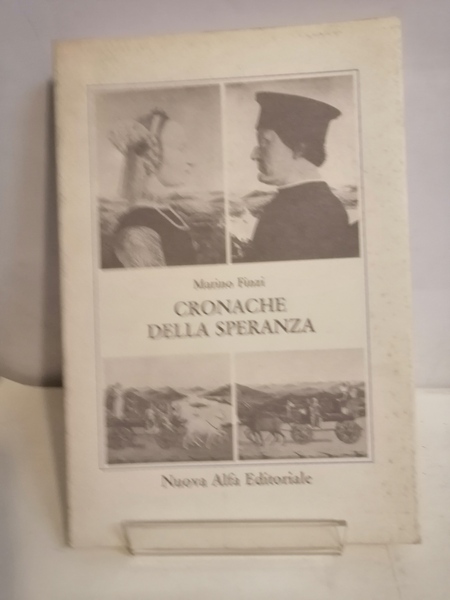 Marino Finzi
CRONACHE
DELLA SPERANZA
Nuova Alfa Editoriale